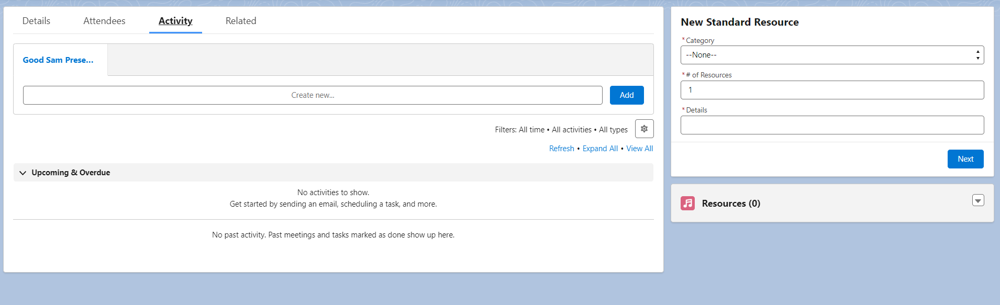 Details Attendees Activity Related
Good Sam Prese...
Create new... Add
Filters: All time • All activities • All types
Refresh • Expand All • View All
Upcoming & Overdue
No activities to show.
Get started by sending an email, scheduling a task, and more.
No past activity. Past meetings and tasks marked as done show up here.
New Standard Resource
*Category
--None--
*# of Resources
1
*Details
Next
Resources (0)